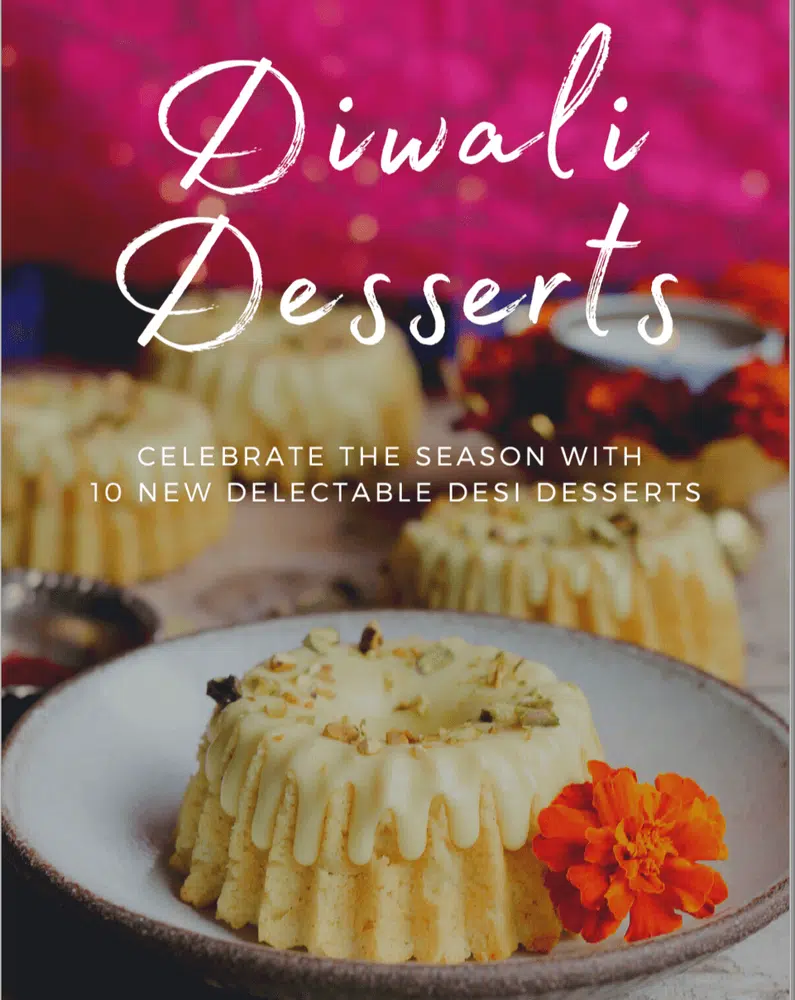 Diwali
Desserts
CELEBRATE THE SEASON WITH
10 NEW DELECTABLE DESI DESSERTS